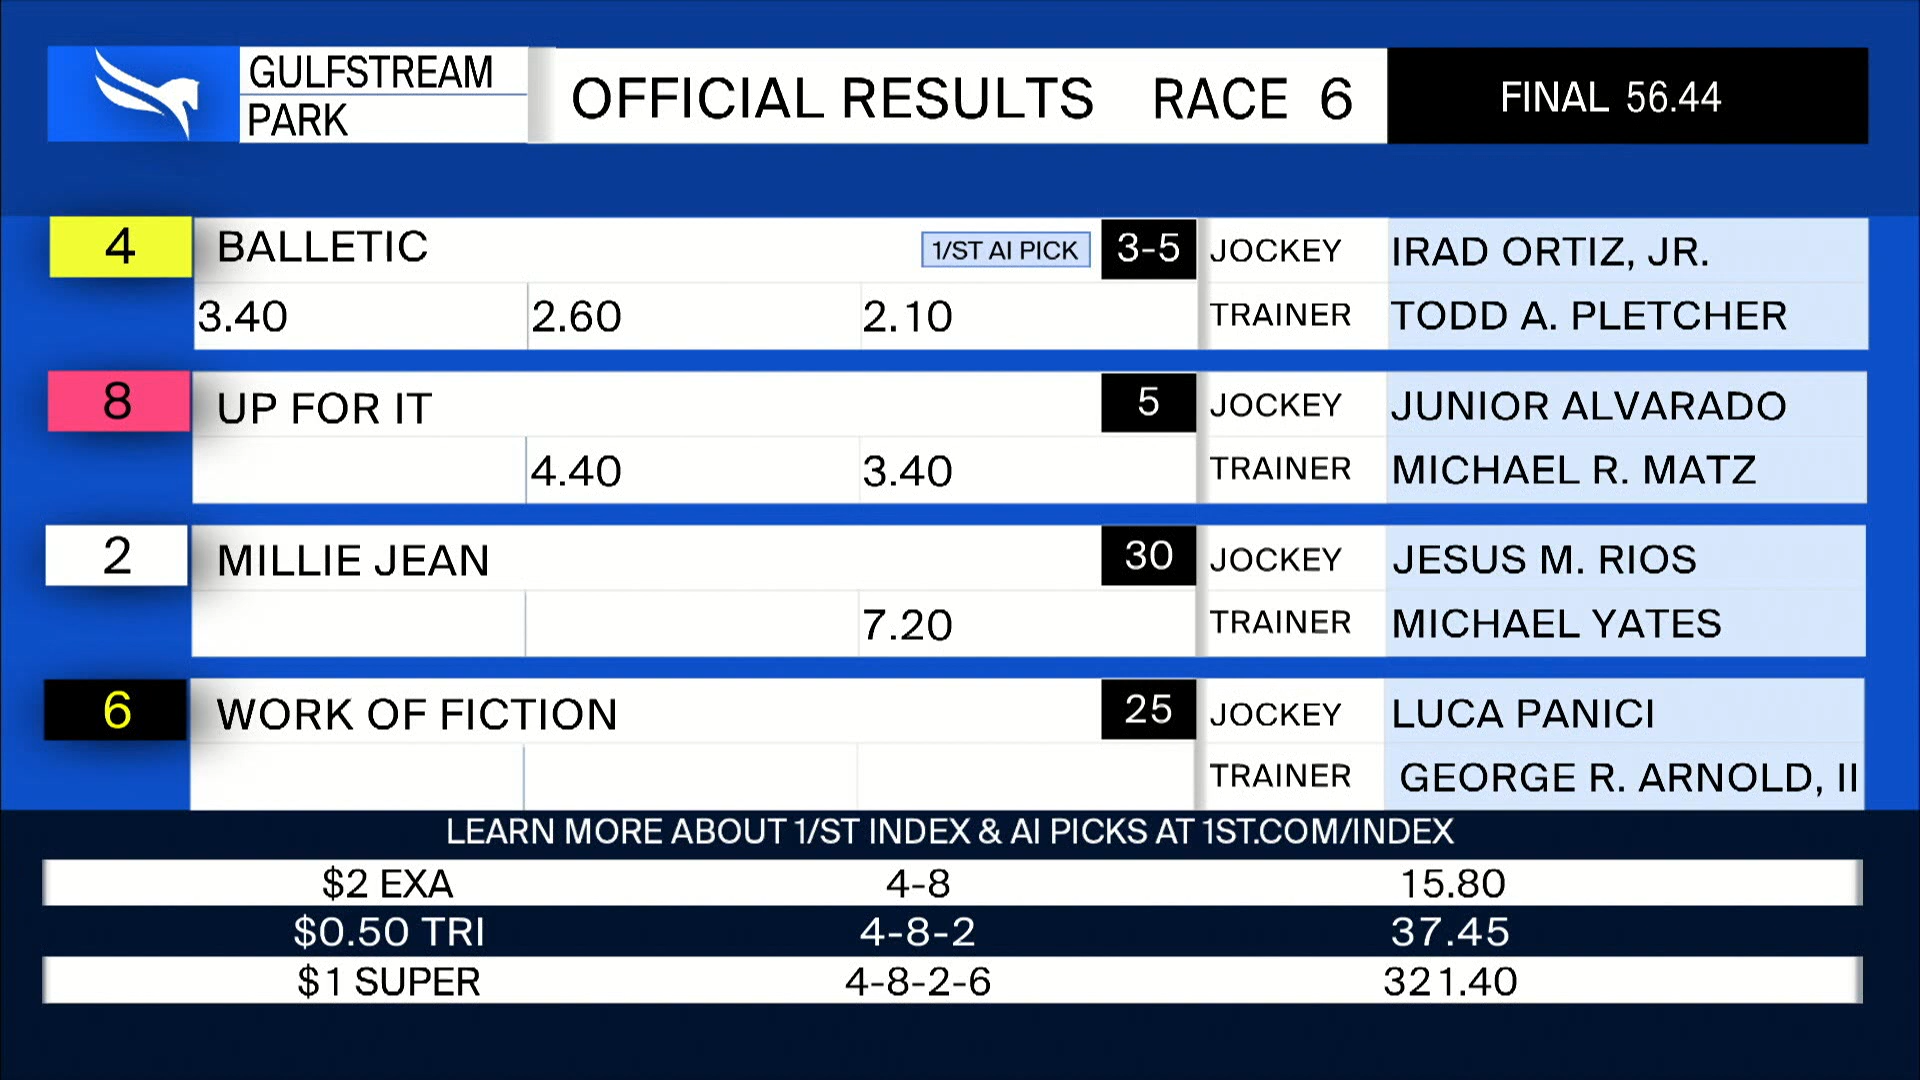 GULFSTREAM
PARK
OFFICIAL RESULTS RACE 6
FINAL 56.44
4 BALLETIC 1/ST AI PICK 3-5 JOCKEY IRAD ORTIZ, JR.
3.40 2.60 2.10 TRAINER TODD A. PLETCHER
8 UP FOR IT 5 JOCKEY JUNIOR ALVARADO
4.40 3.40 TRAINER MICHAEL R. MATZ
2 MILLIE JEAN 30 JOCKEY JESUS M. RIOS
7.20 TRAINER MICHAEL YATES
6 WORK OF FICTION 25 JOCKEY LUCA PANICI
TRAINER GEORGE R. ARNOLD, II
LEARN MORE ABOUT 1/ST INDEX & AI PICKS AT 1ST.COM/INDEX
$2 EXA 4-8 15.80
$0.50 TRI 4-8-2 37.45
$1 SUPER 4-8-2-6 321.40